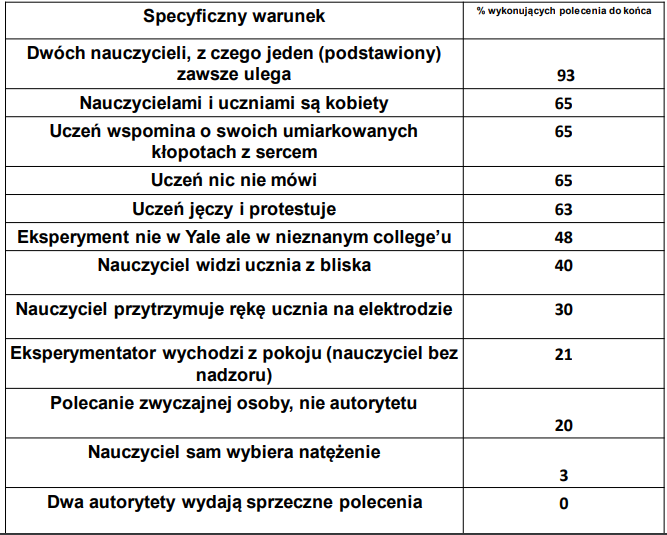 Specyficzny warunek
% wykonujących polecenia do końca
Dwóch nauczycieli, z czego jeden (podstawiony)
zawsze ulega
93
Nauczycielami i uczniami są kobiety
65
Uczeń wspomina o swoich umiarkowanych
kłopotach z sercem
65
Uczeń nic nie mówi
65
Uczeń jęczy i protestuje
63
Eksperyment nie w Yale ale w nieznanym college’u
48
Nauczyciel widzi ucznia z bliska
40
Nauczyciel przytrzymuje rękę ucznia na elektrodzie
30
Eksperymentator wychodzi z pokoju (nauczyciel bez
nadzoru)
21
Polecanie zwyczajnej osoby, nie autorytetu
20
Nauczyciel sam wybiera natężenie
3
Dwa autorytety wydają sprzeczne polecenia
0